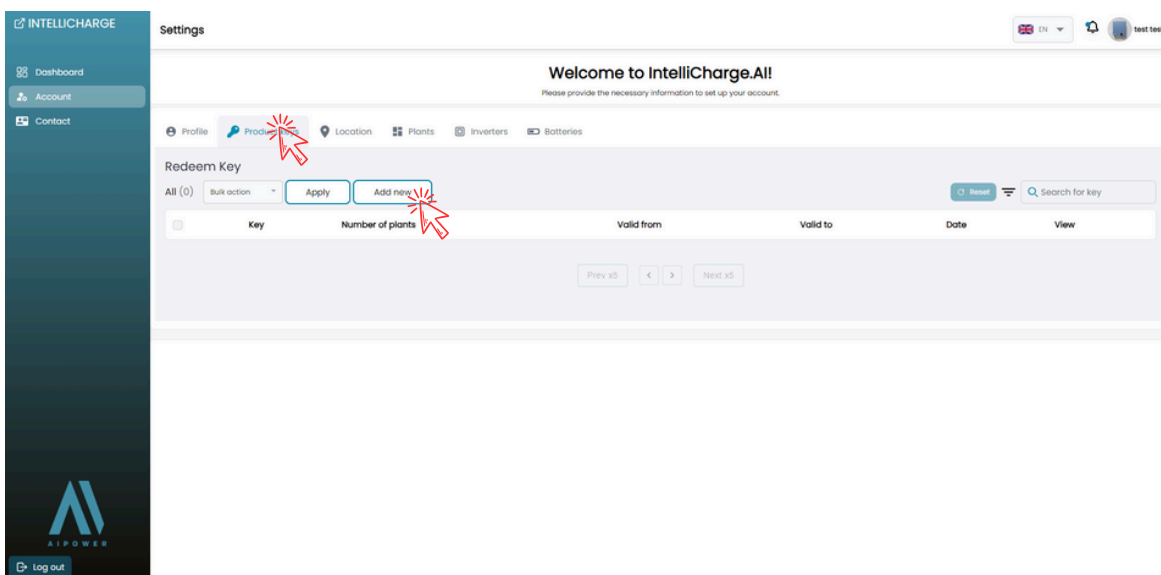 INTELLICHARGE
Settings
EN
test tes
Dashboard
Account
Contact
Welcome to IntelliCharge.AI!
Please provide the necessary information to set up your account.
Profile Product Keys Location Plants Inverters Batteries
Redeem Key
All (0) Bulk action Apply Add new Reset Search for key
Key Number of plants Valid from Valid to Date View
Prev x5 < > Next x5
AIPOWER
Log out